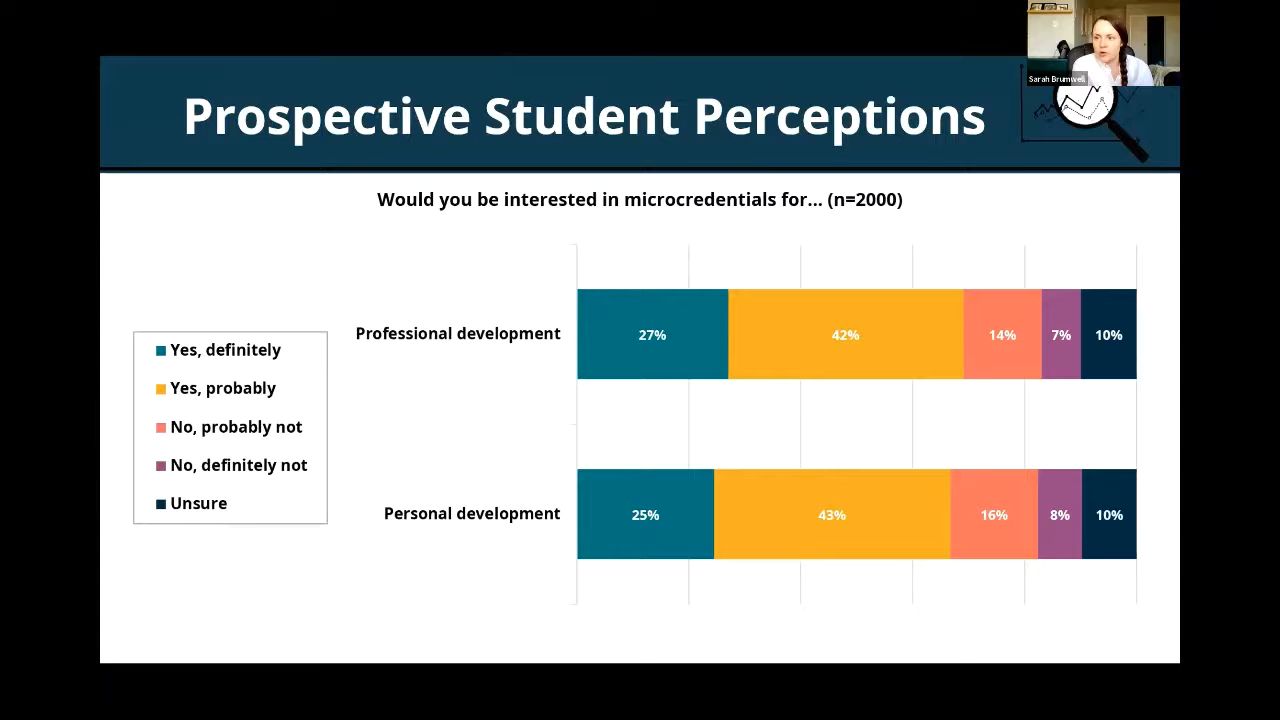 Sarah Brumwell
Prospective Student Perceptions
Would you be interested in microcredentials for... (n=2000)
Yes, definitely
Yes, probably
No, probably not
No, definitely not
Unsure
Professional development
27%
42%
14%
7%
10%
Personal development
25%
43%
16%
8%
10%